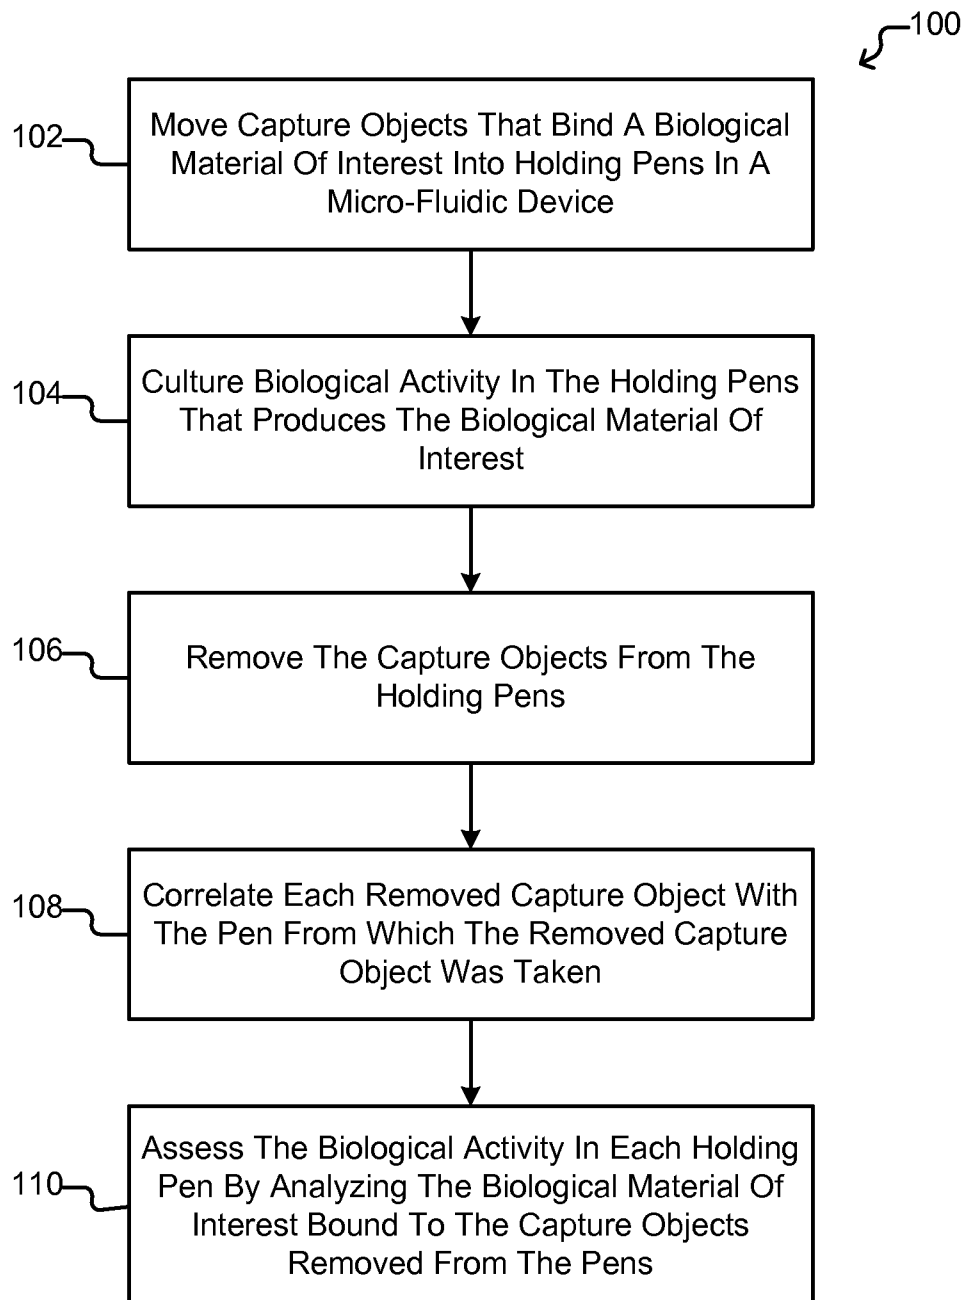 100
102
Move Capture Objects That Bind A Biological
Material Of Interest Into Holding Pens In A
Micro-Fluidic Device
104
Culture Biological Activity In The Holding Pens
That Produces The Biological Material Of
Interest
106
Remove The Capture Objects From The
Holding Pens
108
Correlate Each Removed Capture Object With
The Pen From Which The Removed Capture
Object Was Taken
110
Assess The Biological Activity In Each Holding
Pen By Analyzing The Biological Material Of
Interest Bound To The Capture Objects
Removed From The Pens